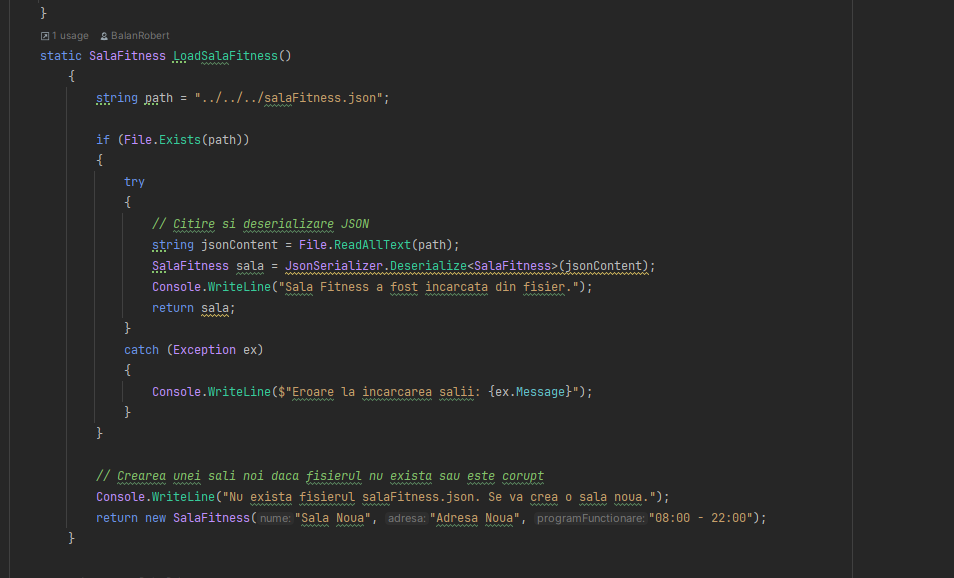 }
1 usage BalanRobert
static SalaFitness LoadSalaFitness()
{
string path = "../../../salaFitness.json";
if (File.Exists(path))
{
try
{
// Citire si deserializare JSON
string jsonContent = File.ReadAllText(path);
SalaFitness sala = JsonSerializer.Deserialize<SalaFitness>(jsonContent);
Console.WriteLine("Sala Fitness a fost incarcata din fisier.");
return sala;
}
catch (Exception ex)
{
Console.WriteLine($"Eroare la incarcarea salii: {ex.Message}");
}
}
// Crearea unei sali noi daca fisierul nu exista sau este corupt
Console.WriteLine("Nu exista fisierul salaFitness.json. Se va crea o sala noua.");
return new SalaFitness( nume: "Sala Noua", adresa: "Adresa Noua", programFunctionare: "08:00 - 22:00");
}